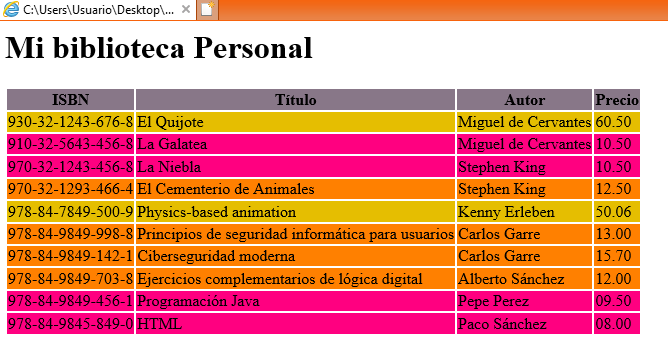 C:\Users\Usuario\Desktop\...
Mi biblioteca Personal
ISBN Título Autor Precio
930-32-1243-676-8 El Quijote Miguel de Cervantes 60.50
910-32-5643-456-8 La Galatea Miguel de Cervantes 10.50
970-32-1243-456-8 La Niebla Stephen King 10.50
970-32-1293-466-4 El Cementerio de Animales Stephen King 12.50
978-84-7849-500-9 Physics-based animation Kenny Erleben 50.06
978-84-9849-998-8 Principios de seguridad informática para usuarios Carlos Garre 13.00
978-84-9849-142-1 Ciberseguridad moderna Carlos Garre 15.70
978-84-9849-703-8 Ejercicios complementarios de lógica digital Alberto Sánchez 12.00
978-84-9849-456-1 Programación Java Pepe Perez 09.50
978-84-9845-849-0 HTML Paco Sánchez 08.00